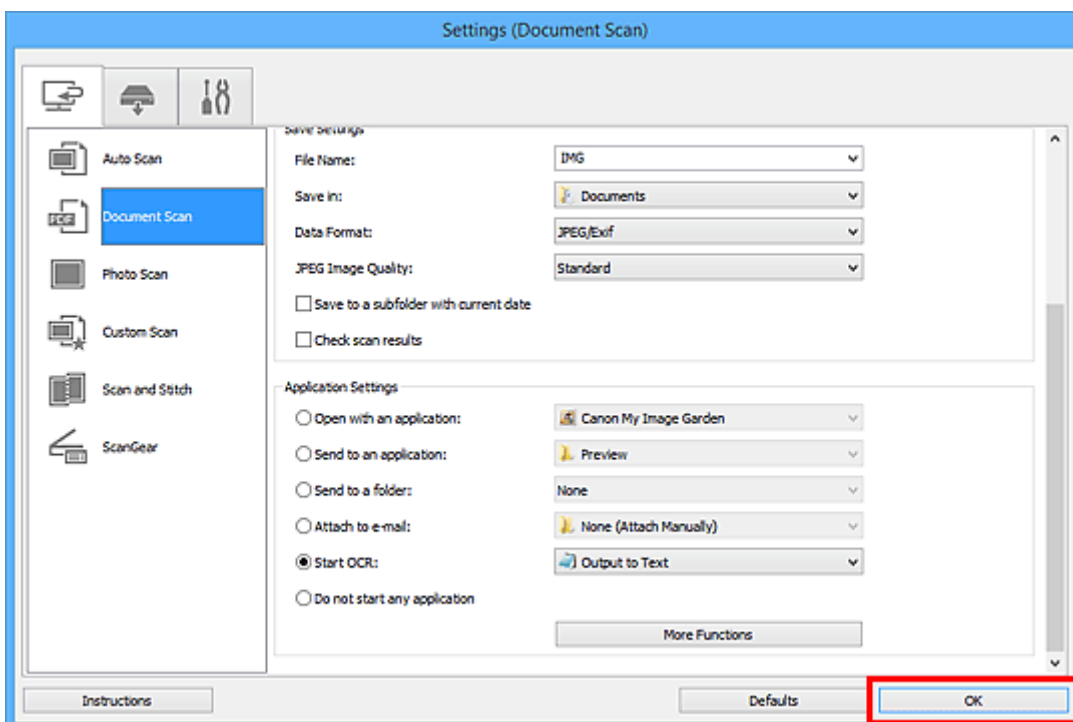 Settings (Document Scan)
Auto Scan
Document Scan
Photo Scan
Custom Scan
Scan and Stitch
ScanGear
Save Settings
File Name: IMG
Save in: Documents
Data Format: JPEG/Exif
JPEG Image Quality: Standard
Save to a subfolder with current date
Check scan results
Application Settings
Open with an application: Canon My Image Garden
Send to an application: Preview
Send to a folder: None
Attach to e-mail: None (Attach Manually)
Start OCR: Output to Text
Do not start any application
More Functions
Instructions Defaults OK